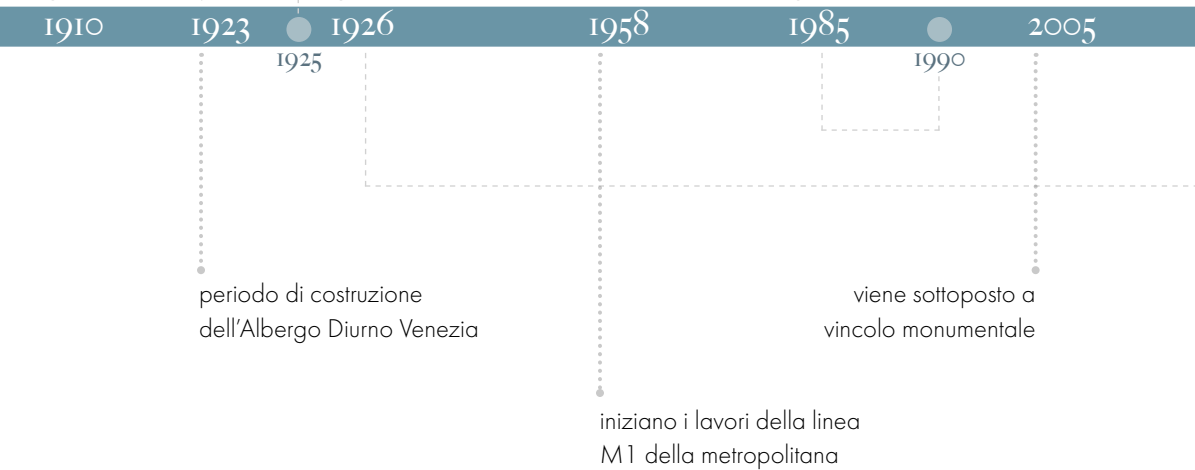 1910 1923 1926 1958 1985 2005
1925 1990
periodo di costruzione
dell'Albergo Diurno Venezia
viene sottoposto a
vincolo monumentale
iniziano i lavori della linea
M1 della metropolitana